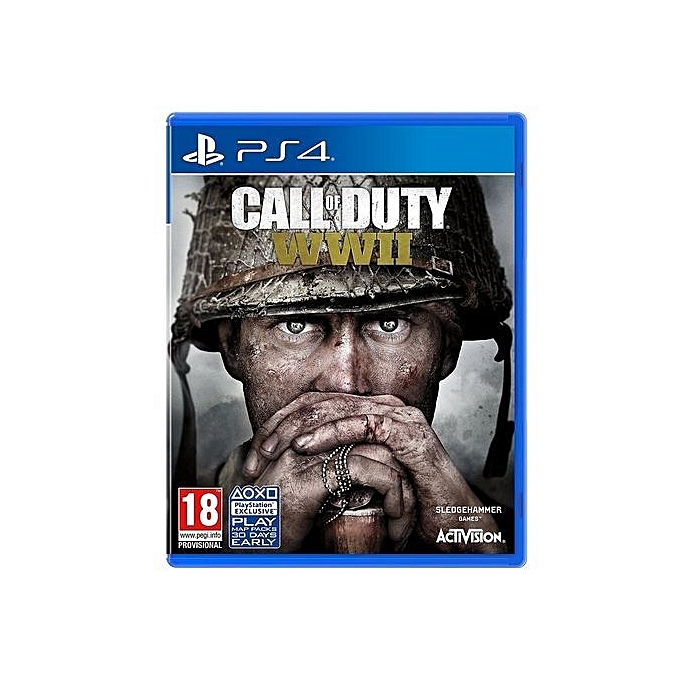 PS4
CALL OF DUTY
WWII
18
www.pegi.info
PROVISIONAL
PlayStation
EXCLUSIVE
PLAY
MAP PACKS
30 DAYS
EARLY
SLEDGEHAMMER
GAMES™
ACTIVISION®